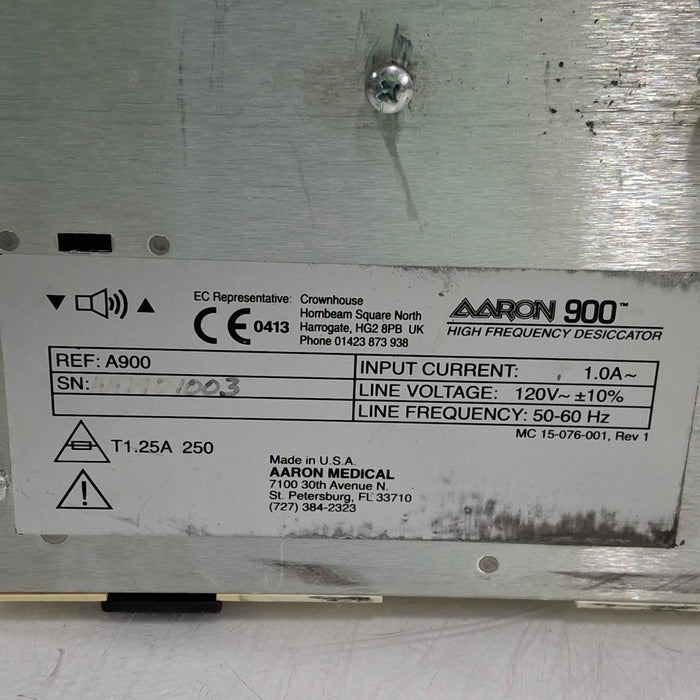 EC Representative: Crownhouse
Hornbeam Square North
Harrogate, HG2 8PB UK
Phone 01423 873 938
CE 0413
AARON 900™
HIGH FREQUENCY DESICCATOR
REF: A900
SN:
INPUT CURRENT: 1.0A~
LINE VOLTAGE: 120V~ ±10%
LINE FREQUENCY: 50-60 Hz
MC 15-076-001, Rev 1
T1.25A 250
Made in U.S.A.
AARON MEDICAL
7100 30th Avenue N.
St. Petersburg, FL 33710
(727) 384-2323